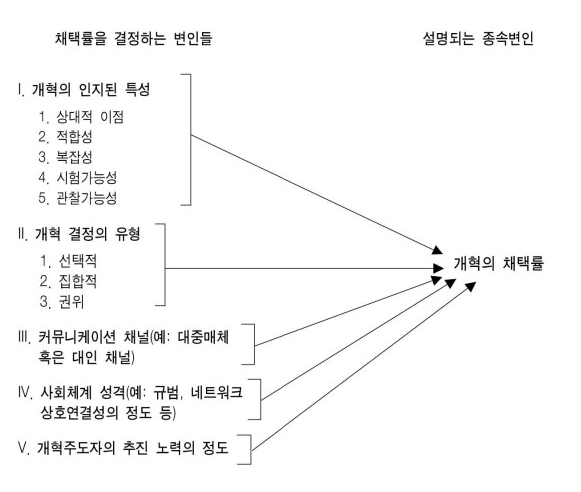 채택률을 결정하는 변인들
설명되는 종속변인
Ⅰ. 개혁의 인지된 특성
1. 상대적 이점
2. 적합성
3. 복잡성
4. 시험가능성
5. 관찰가능성
Ⅱ. 개혁 결정의 유형
1. 선택적
2. 집합적
3. 권위
개혁의 채택률
Ⅲ. 커뮤니케이션 채널(예: 대중매체
혹은 대인 채널)
Ⅳ. 사회체계 성격(예: 규범, 네트워크
상호연결성의 정도 등)
Ⅴ. 개혁주도자의 추진 노력의 정도